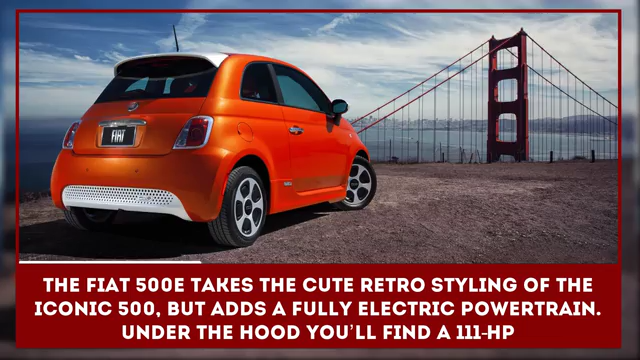 FIAT
THE FIAT 500E TAKES THE CUTE RETRO STYLING OF THE
ICONIC 500, BUT ADDS A FULLY ELECTRIC POWERTRAIN.
UNDER THE HOOD YOU'LL FIND A 111-HP